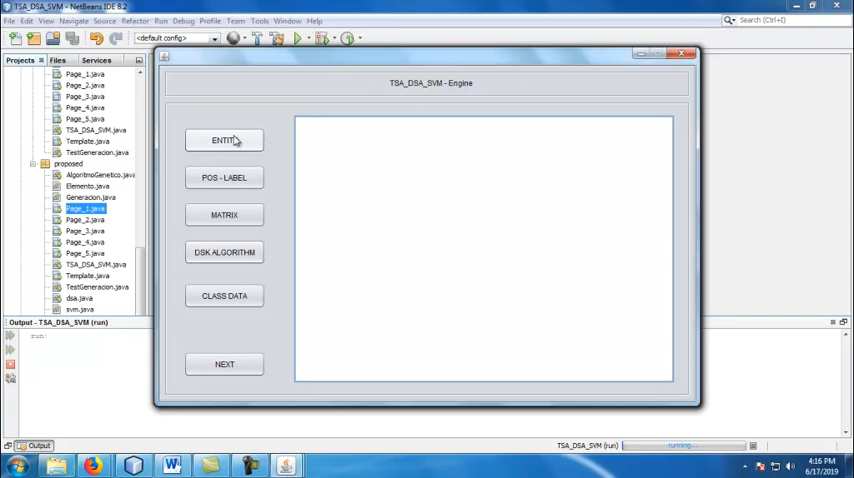 TSA_DSA_SVM - NetBeans IDE 8.2
File Edit View Navigate Source Refactor Run Debug Profile Team Tools Window Help
Search (Ctrl+I)
<default config>
Projects Files Services
Page_1.java
Page_2.java
Page_3.java
Page_4.java
Page_5.java
TSA_DSA_SVM.java
Template.java
TestGeneracion.java
proposed
AlgoritmoGenetico.java
Elemento.java
Generacion.java
Page_1.java
Page_2.java
Page_3.java
Page_4.java
Page_5.java
TSA_DSA_SVM.java
Template.java
TestGeneracion.java
dsa.java
svm.java
TSA_DSA_SVM - Engine
ENTITY
POS - LABEL
MATRIX
DSK ALGORITHM
CLASS DATA
NEXT
Output - TSA_DSA_SVM (run)
run:
Output
TSA_DSA_SVM (run)
running...
4:16 PM
6/17/2019